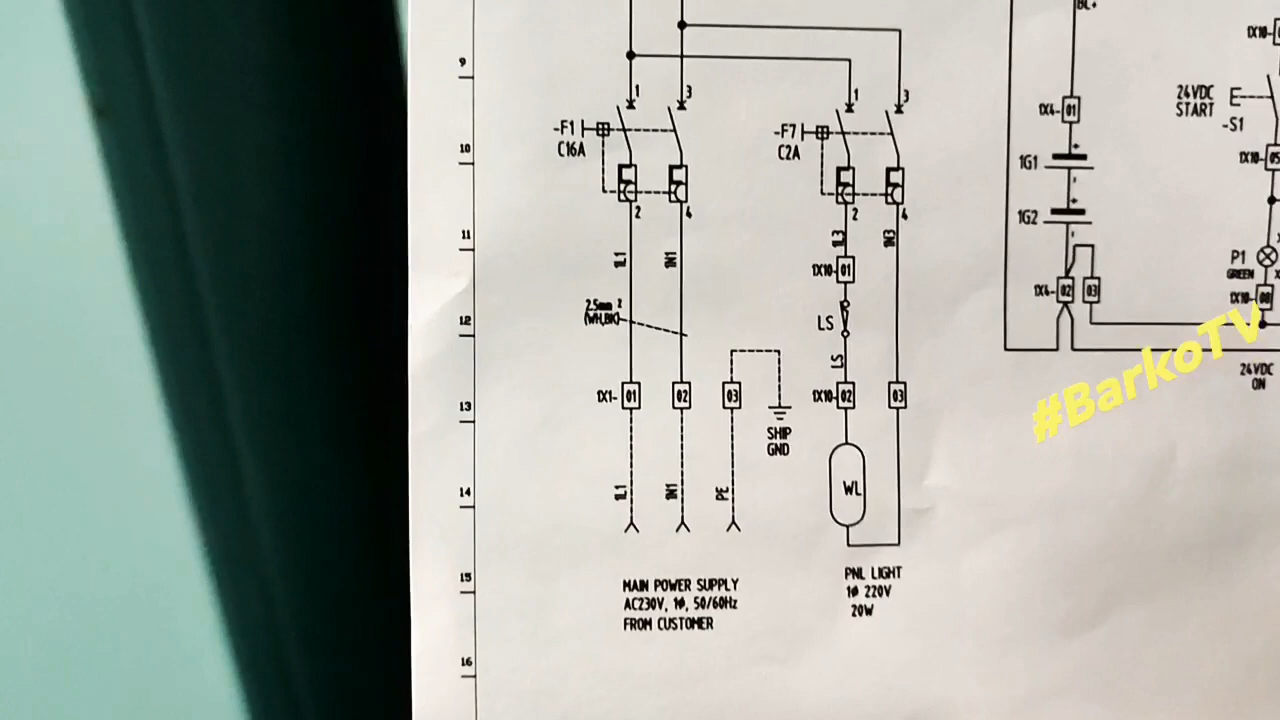 9
10
11
12
13
14
15
16
1
3
-F1
C16A
2
4
1L1
1N1
2.5mm²
(WH,BK)
1X1-
01
02
03
SHIP
GND
1L1
1N1
PE
MAIN POWER SUPPLY
AC230V, 1Φ, 50/60Hz
FROM CUSTOMER
1
3
-F7
C2A
2
4
1L3
1N3
1X10-
01
LS
LS
1X10-
02
03
WL
PNL LIGHT
1Φ 220V
20W
1X4-
01
+
1G1
-
+
1G2
-
1X4-
02
03
1X10-
24VDC
START
-S1
1X10-
05
P1
GREEN
1X10-
08
24VDC
ON
#BarkoTV